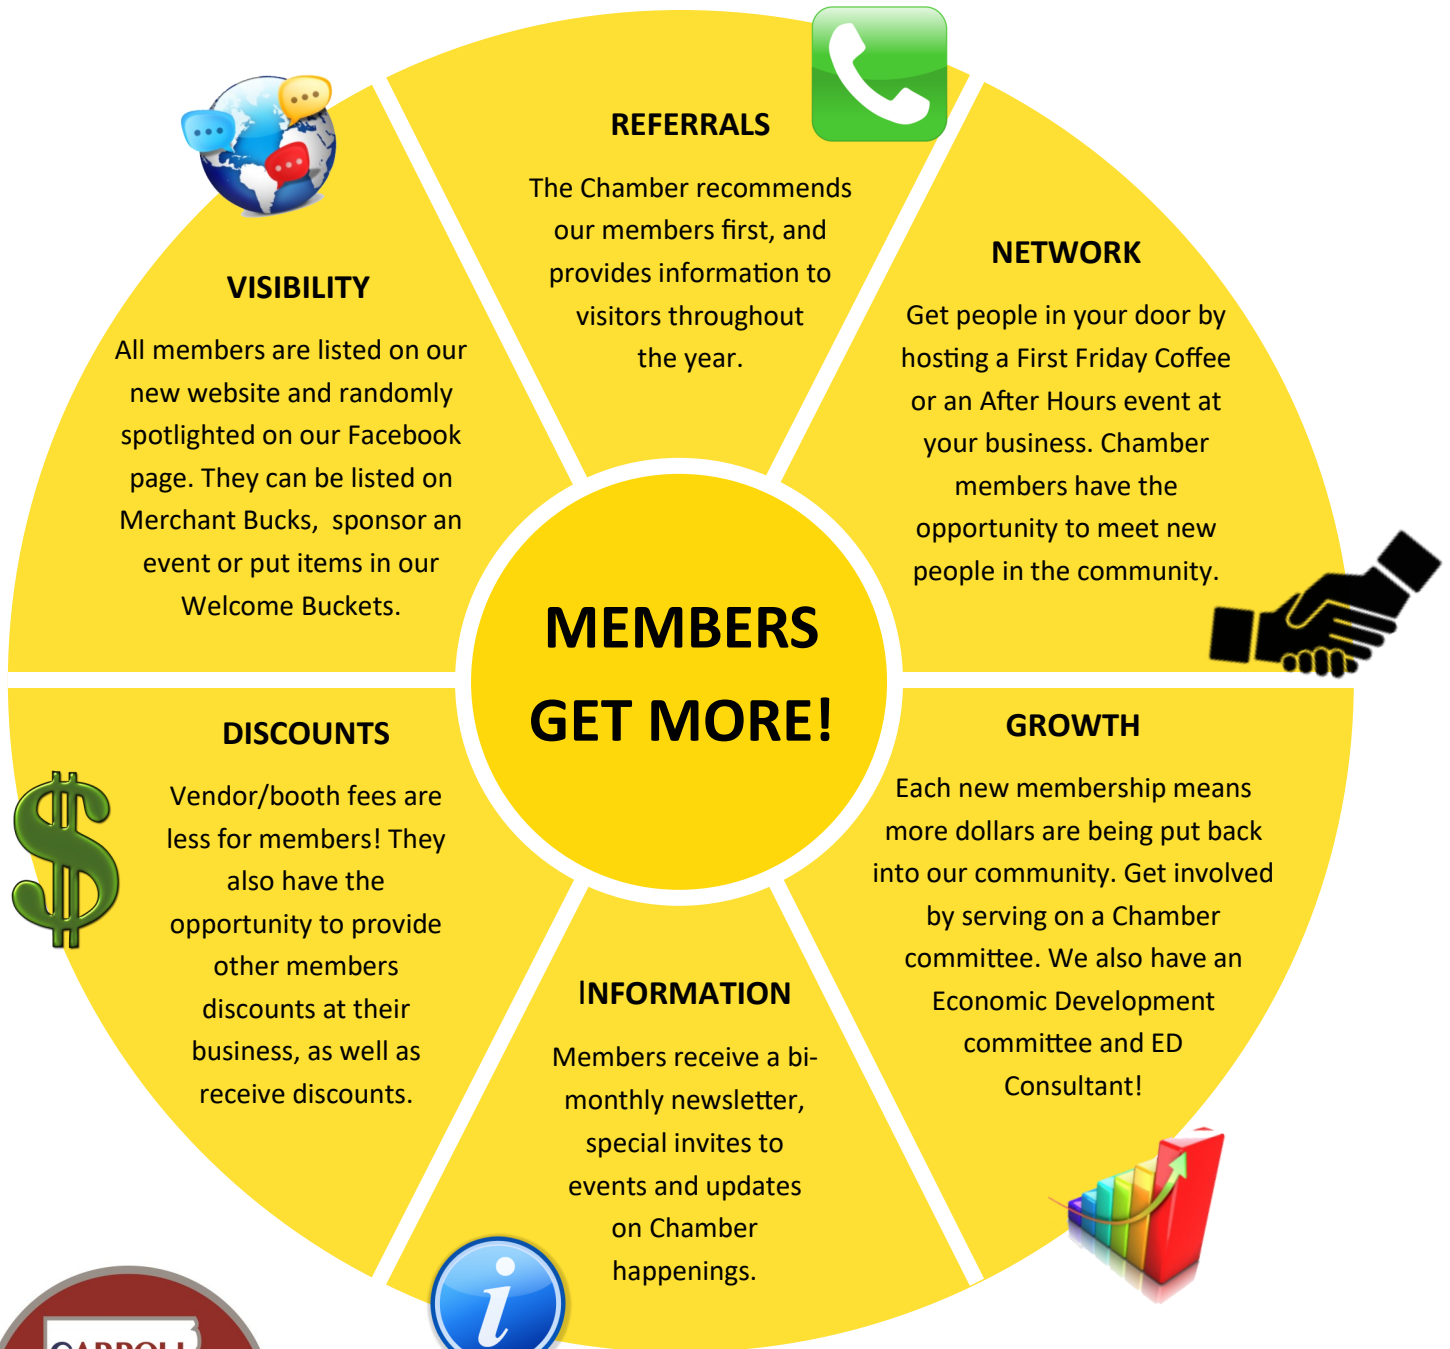 REFERRALS
The Chamber recommends
our members first, and
provides information to
visitors throughout
the year.
NETWORK
Get people in your door by
hosting a First Friday Coffee
or an After Hours event at
your business. Chamber
members have the
opportunity to meet new
people in the community.
VISIBILITY
All members are listed on our
new website and randomly
spotlighted on our Facebook
page. They can be listed on
Merchant Bucks,  sponsor an
event or put items in our
Welcome Buckets.
MEMBERS
GET MORE!
DISCOUNTS
Vendor/booth fees are
less for members! They
also have the
opportunity to provide
other members
discounts at their
business, as well as
receive discounts.
GROWTH
Each new membership means
more dollars are being put back
into our community. Get involved
by serving on a Chamber
committee. We also have an
Economic Development
committee and ED
Consultant!
INFORMATION
Members receive a bi-
monthly newsletter,
special invites to
events and updates
on Chamber
happenings.
i
CARROLL